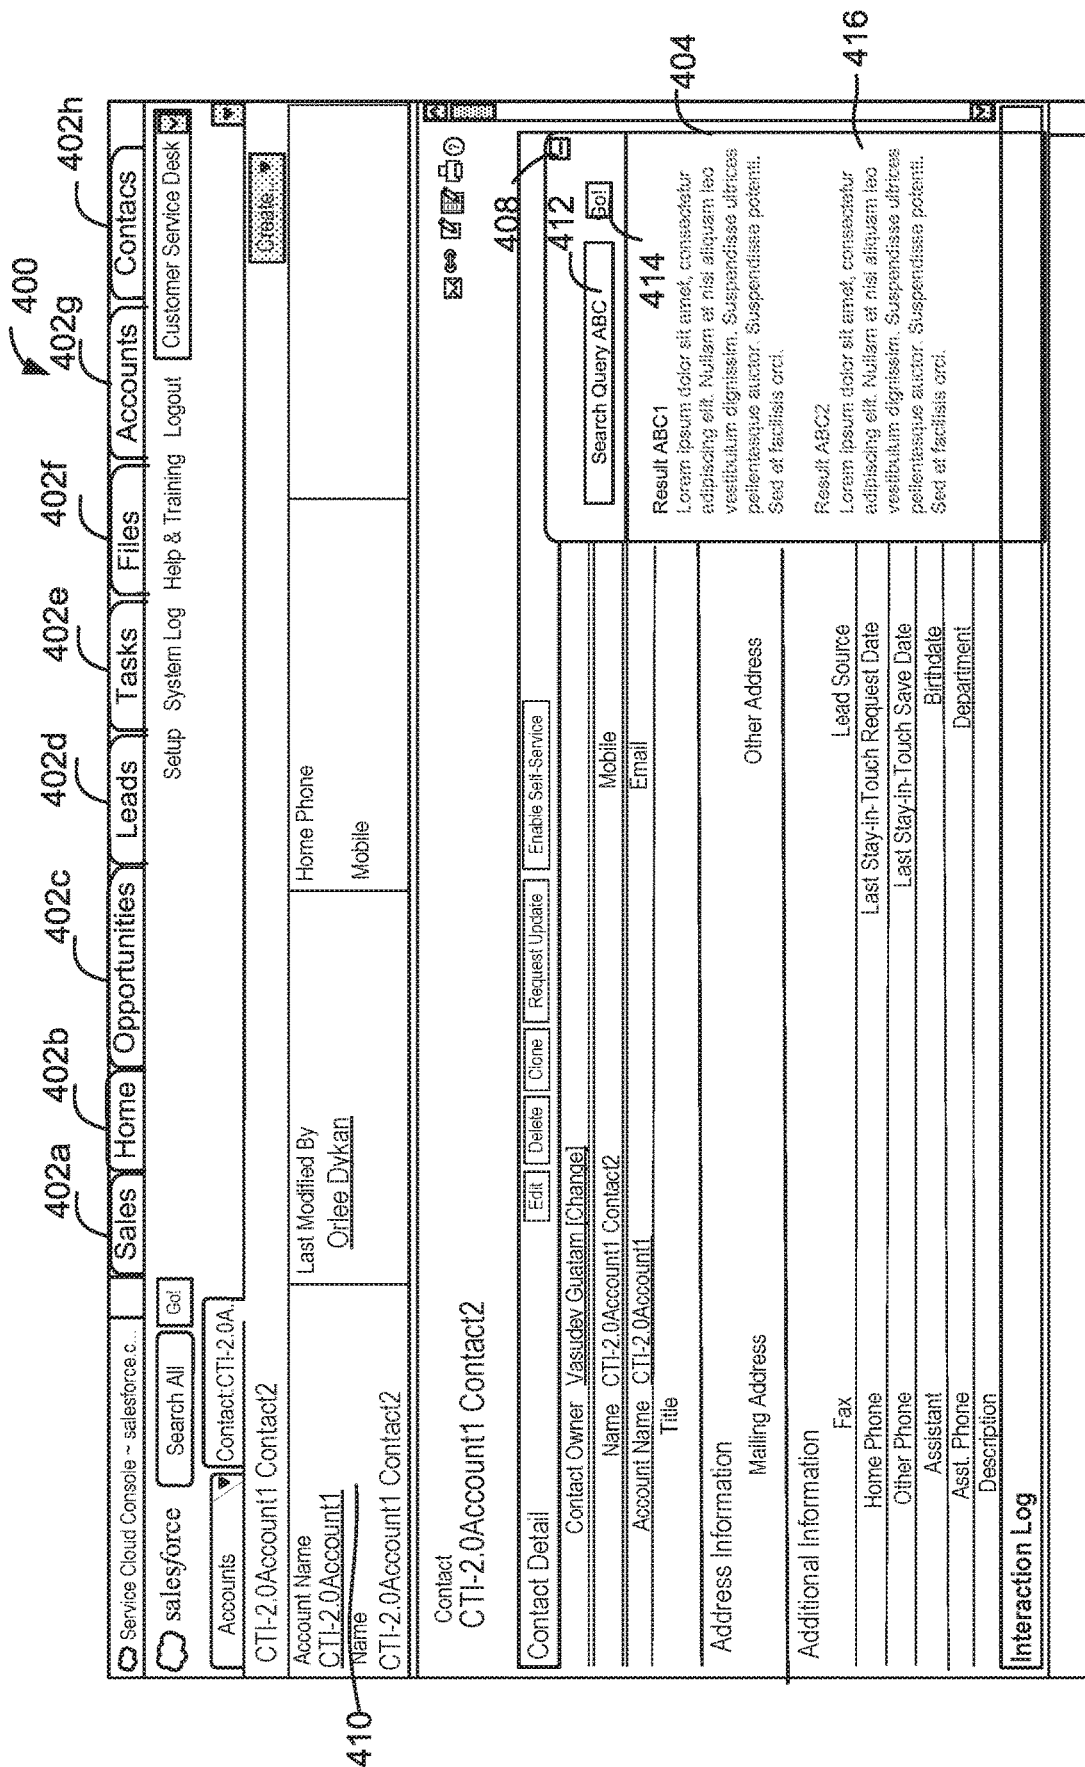 400
402a 402b 402c 402d 402e 402f 402g 402h
Service Cloud Console ~ salesforce.c...
Sales Home Opportunities Leads Tasks Files Accounts Contacs
salesforce Search All Go! Setup System Log Help & Training Logout Customer Service Desk
Accounts Contact:CTI-2.0A.
CTI-2.0Account1 Contact2 Create
Account Name Last Modified By Home Phone
CTI-2.0Account1 Orlee Dvkan
Name Mobile
CTI-2.0Account1 Contact2
410
Contact
CTI-2.0Account1 Contact2
408
Contact Detail Edit Delete Clone Request Update Enable Self-Service
412
Contact Owner Vasudev Guatam [Change]
Name CTI-2.0Account1 Contact2 Mobile
Account Name CTI-2.0Account1 Email
Title
Search Query ABC Go!
414
Result ABC1
Lorem ipsum dolor sit amet, consectetur
adipiscing elit. Nullam et nisi aliquam leo
vestibulum dignissim. Suspendisse ultrices
pellentesque auctor. Suspendisse potenti.
Sed et facilisis orci.
404
Address Information
Mailing Address Other Address
Result ABC2
Lorem ipsum dolor sit amet, consectetur
adipiscing elit. Nullam et nisi aliquam leo
vestibulum dignissim. Suspendisse ultrices
pellentesque auctor. Suspendisse potenti.
Sed et facilisis orci.
416
Additional Information
Fax Lead Source
Home Phone Last Stay-in-Touch Request Date
Other Phone Last Stay-in-Touch Save Date
Assistant Birthdate
Asst. Phone Department
Description
Interaction Log